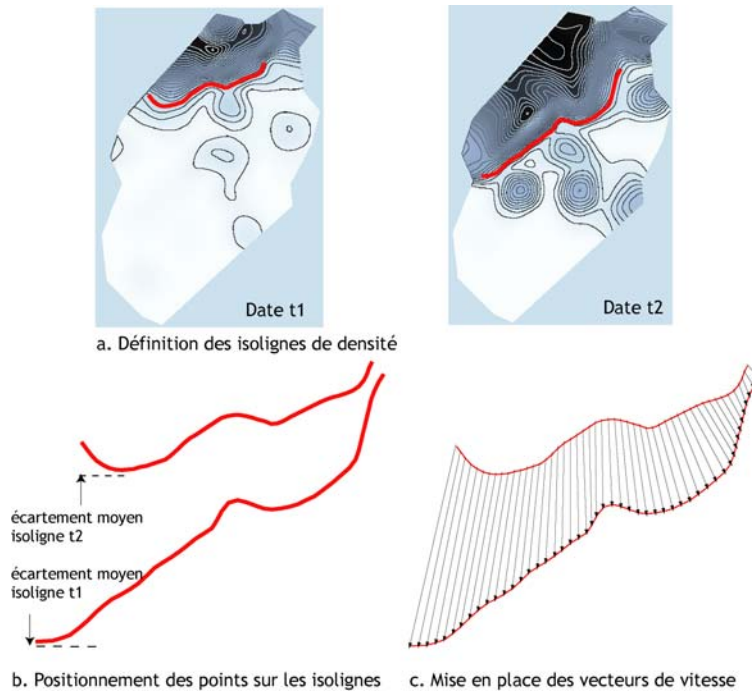 Date t1
Date t2
a. Définition des isolignes de densité
écartement moyen
isoligne t2
écartement moyen
isoligne t1
b. Positionnement des points sur les isolignes
c. Mise en place des vecteurs de vitesse